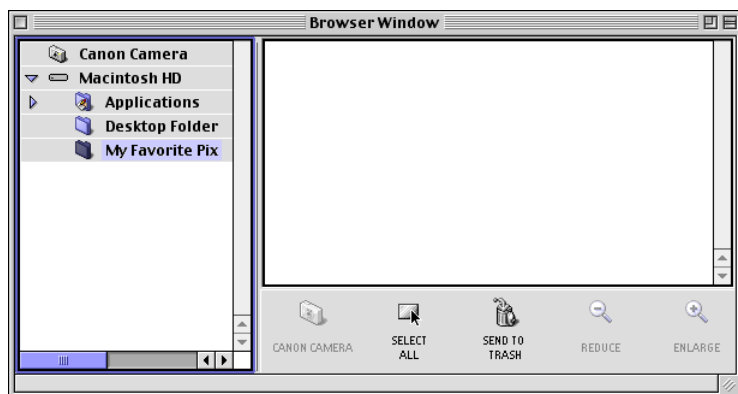 Browser Window
Canon Camera
Macintosh HD
Applications
Desktop Folder
My Favorite Pix
CANON CAMERA
SELECT
ALL
SEND TO
TRASH
REDUCE
ENLARGE